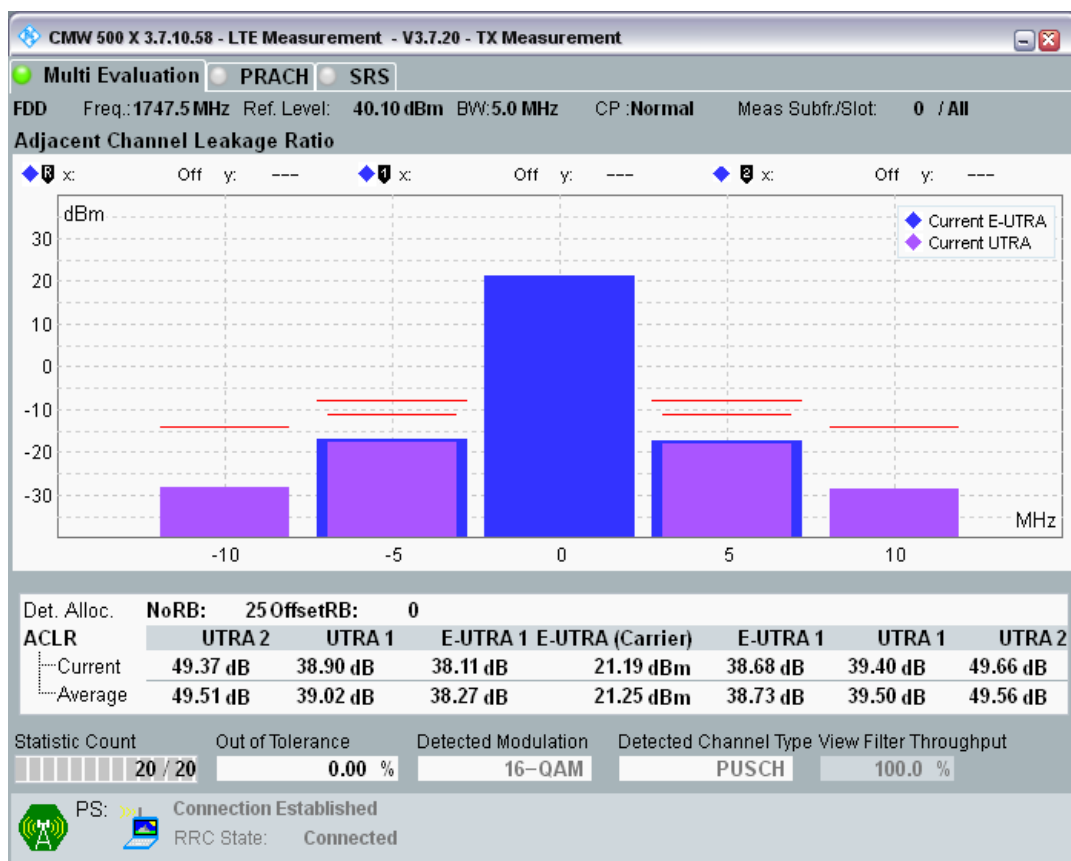 CMW 500 X 3.7.10.58 - LTE Measurement - V3.7.20 - TX Measurement
Multi Evaluation PRACH SRS
FDD Freq.: 1747.5 MHz Ref. Level: 40.10 dBm BW: 5.0 MHz CP : Normal Meas Subfr./Slot: 0 / All
Adjacent Channel Leakage Ratio
R x: Off y: --- 1 x: Off y: --- 2 x: Off y: ---
dBm
Current E-UTRA
Current UTRA
30
20
10
0
-10
-20
-30
MHz
-10 -5 0 5 10
Det. Alloc. NoRB: 25 OffsetRB: 0
ACLR UTRA 2 UTRA 1 E-UTRA 1 E-UTRA (Carrier) E-UTRA 1 UTRA 1 UTRA 2
Current 49.37 dB 38.90 dB 38.11 dB 21.19 dBm 38.68 dB 39.40 dB 49.66 dB
Average 49.51 dB 39.02 dB 38.27 dB 21.25 dBm 38.73 dB 39.50 dB 49.56 dB
Statistic Count Out of Tolerance Detected Modulation Detected Channel Type View Filter Throughput
20 / 20 0.00 % 16-QAM PUSCH 100.0 %
PS: Connection Established
RRC State: Connected